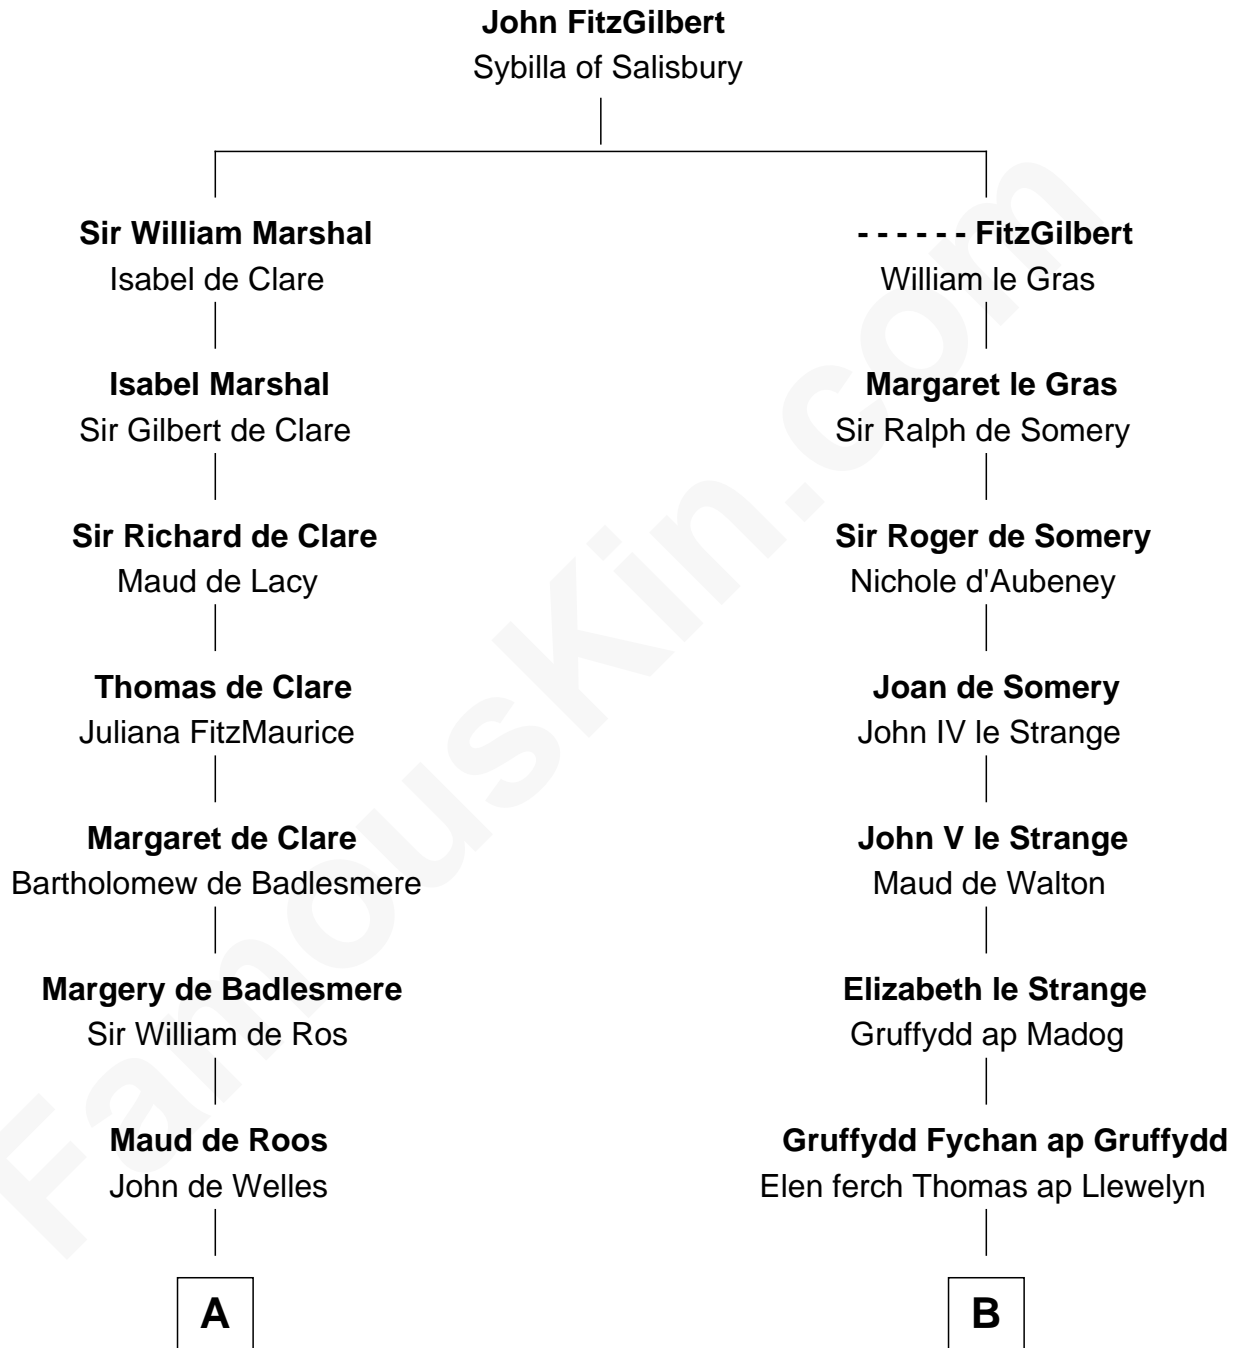 John FitzGilbert
Sybilla of Salisbury
Sir William Marshal
Isabel de Clare
Isabel Marshal
Sir Gilbert de Clare
Sir Richard de Clare
Maud de Lacy
Thomas de Clare
Juliana FitzMaurice
Margaret de Clare
Bartholomew de Badlesmere
Margery de Badlesmere
Sir William de Ros
Maud de Roos
John de Welles
A
- - - - - - FitzGilbert
William le Gras
Margaret le Gras
Sir Ralph de Somery
Sir Roger de Somery
Nichole d'Aubeney
Joan de Somery
John IV le Strange
John V le Strange
Maud de Walton
Elizabeth le Strange
Gruffydd ap Madog
Gruffydd Fychan ap Gruffydd
Elen ferch Thomas ap Llewelyn
B
FamousKin.com